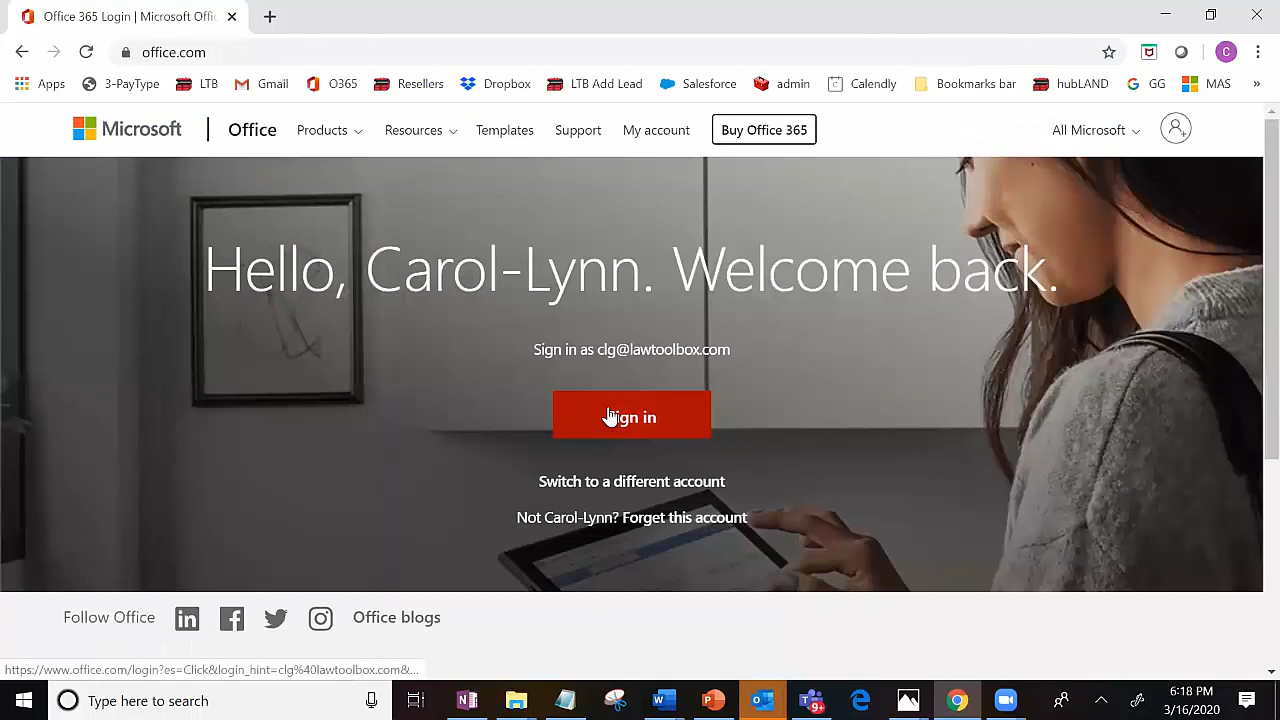 Office 365 Login | Microsoft Offi
office.com
Apps 3-PayType LTB Gmail O365 Resellers Dropbox LTB Add Lead Salesforce admin Calendly Bookmarks bar hubLAND GG MAS »
Microsoft Office Products Resources Templates Support My account Buy Office 365 All Microsoft
Hello, Carol-Lynn. Welcome back.
Sign in as clg@lawtoolbox.com
Sign in
Switch to a different account
Not Carol-Lynn? Forget this account
Follow Office Office blogs
https://www.office.com/login?es=Click&login_hint=clg%40lawtoolbox.com&...
Type here to search
9+
6:18 PM
3/16/2020